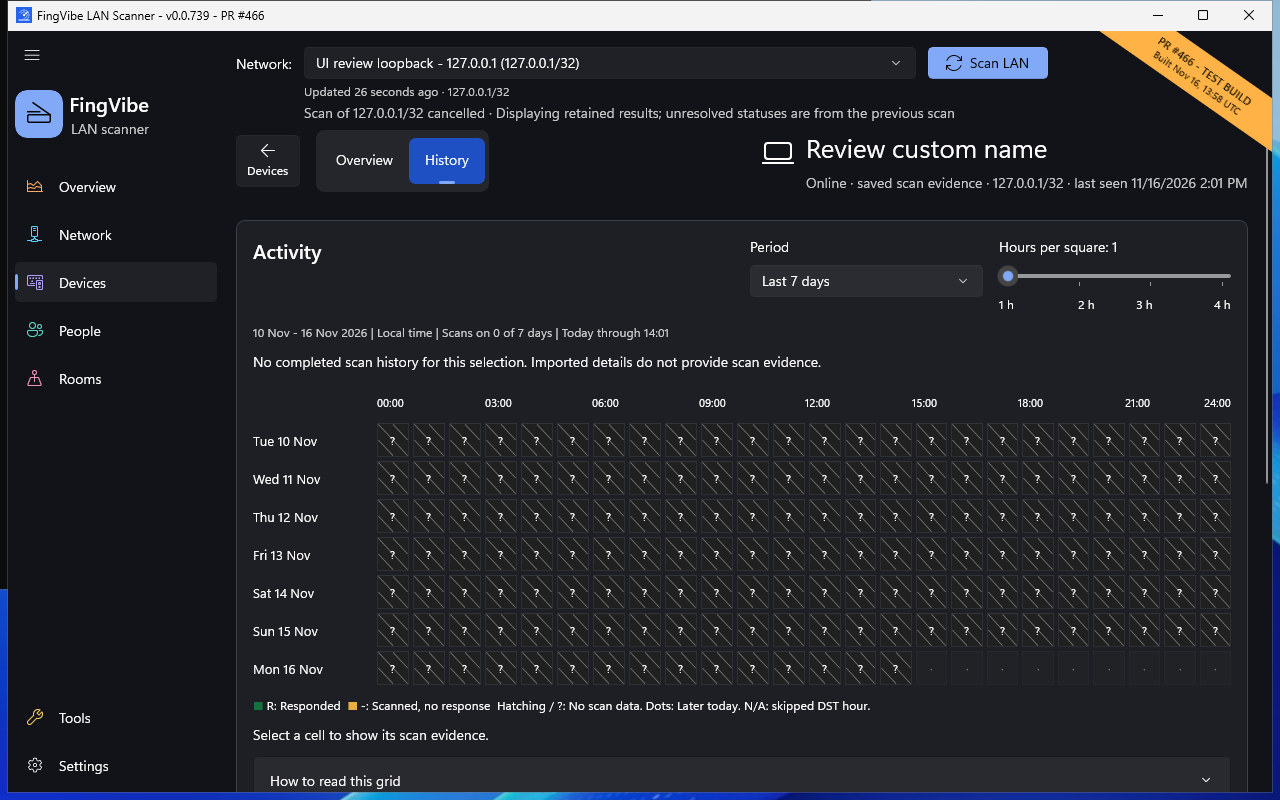 FingVibe LAN Scanner - v0.0.739 - PR #466
PR #466 - TEST BUILD
Built Nov 16, 13:58 UTC
FingVibe
LAN scanner
Overview
Network
Devices
People
Rooms
Tools
Settings
Network: UI review loopback - 127.0.0.1 (127.0.0.1/32) Scan LAN
Updated 26 seconds ago · 127.0.0.1/32
Scan of 127.0.0.1/32 cancelled · Displaying retained results; unresolved statuses are from the previous scan
Devices Overview History
Review custom name
Online · saved scan evidence · 127.0.0.1/32 · last seen 11/16/2026 2:01 PM
Activity
Period
Last 7 days
Hours per square: 1
1 h 2 h 3 h 4 h
10 Nov - 16 Nov 2026 | Local time | Scans on 0 of 7 days | Today through 14:01
No completed scan history for this selection. Imported details do not provide scan evidence.
00:00 03:00 06:00 09:00 12:00 15:00 18:00 21:00 24:00
Tue 10 Nov ? ? ? ? ? ? ? ? ? ? ? ? ? ? ? ? ? ? ? ? ? ? ? ?
Wed 11 Nov ? ? ? ? ? ? ? ? ? ? ? ? ? ? ? ? ? ? ? ? ? ? ? ?
Thu 12 Nov ? ? ? ? ? ? ? ? ? ? ? ? ? ? ? ? ? ? ? ? ? ? ? ?
Fri 13 Nov ? ? ? ? ? ? ? ? ? ? ? ? ? ? ? ? ? ? ? ? ? ? ? ?
Sat 14 Nov ? ? ? ? ? ? ? ? ? ? ? ? ? ? ? ? ? ? ? ? ? ? ? ?
Sun 15 Nov ? ? ? ? ? ? ? ? ? ? ? ? ? ? ? ? ? ? ? ? ? ? ? ?
Mon 16 Nov ? ? ? ? ? ? ? ? ? ? ? ? ? ? ? · · · · · · · · ·
R: Responded -: Scanned, no response Hatching / ?: No scan data. Dots: Later today. N/A: skipped DST hour.
Select a cell to show its scan evidence.
How to read this grid